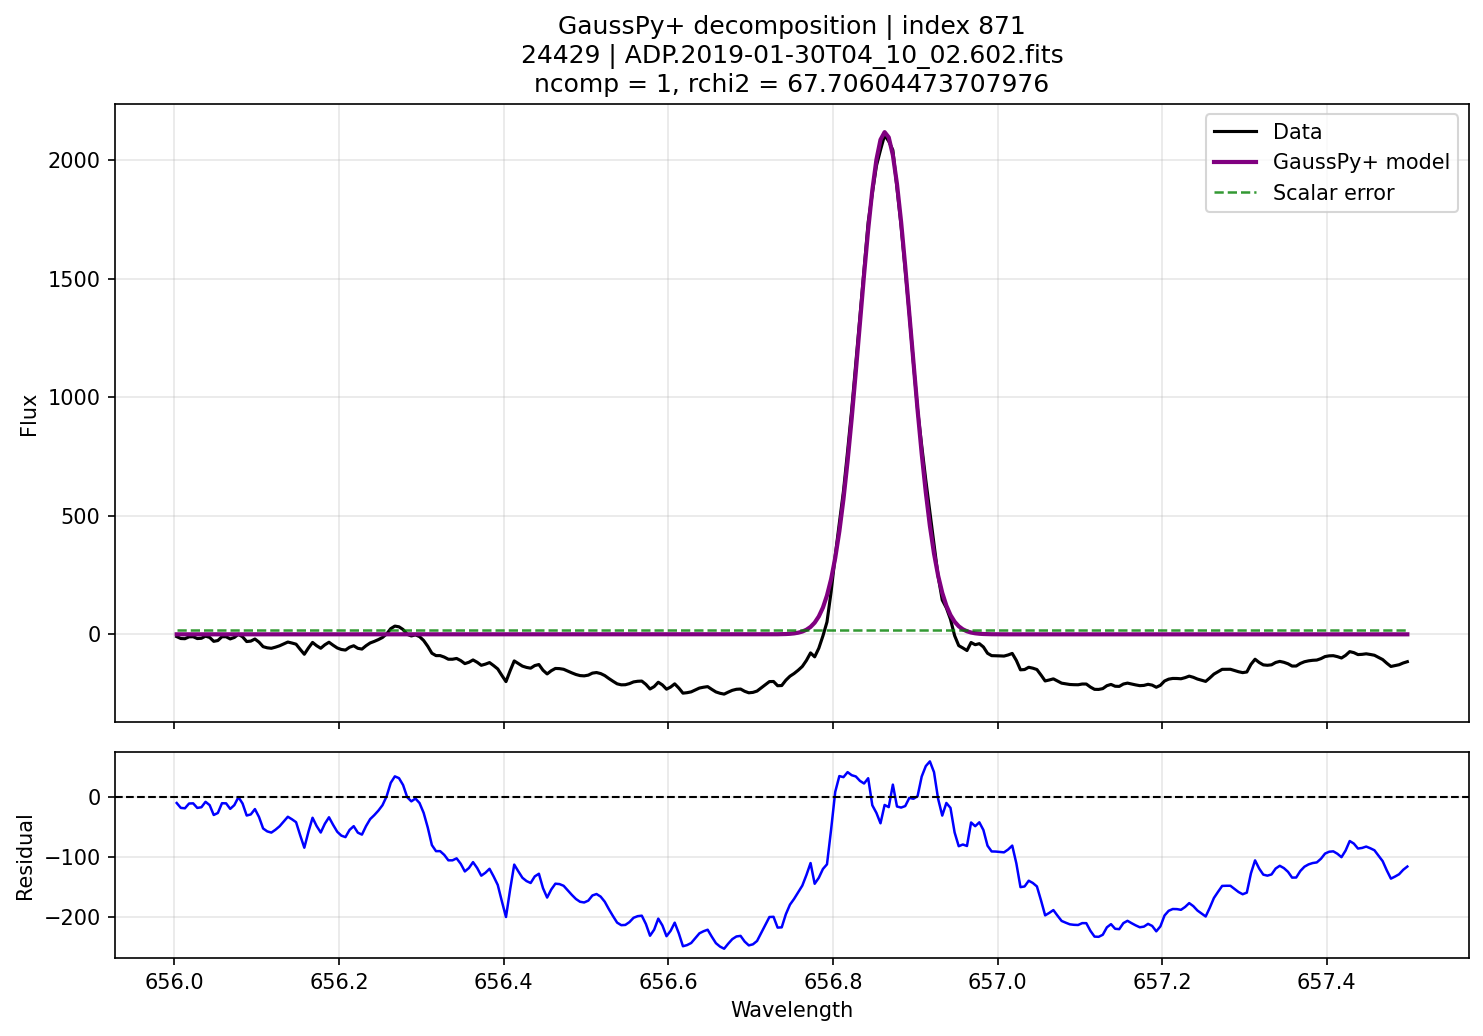 GaussPy+ decomposition | index 871
24429 | ADP.2019-01-30T04_10_02.602.fits
ncomp = 1, rchi2 = 67.70604473707976
Data
GaussPy+ model
Scalar error
Flux
2000
1500
1000
500
0
Residual
0
−100
−200
656.0 656.2 656.4 656.6 656.8 657.0 657.2 657.4
Wavelength